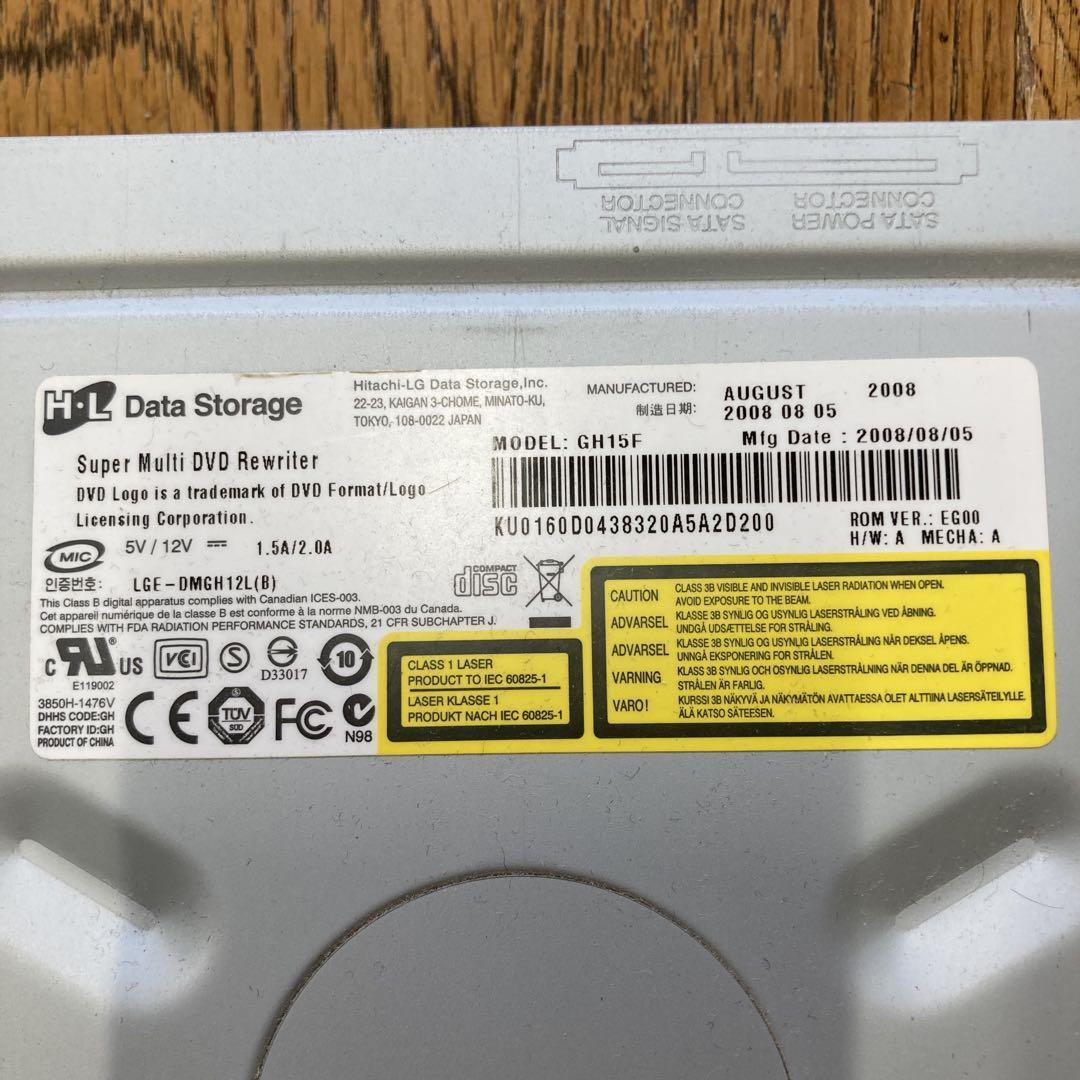 SATA SIGNAL CONNECTOR
SATA POWER CONNECTOR
H·L Data Storage
Hitachi-LG Data Storage,Inc.
22-23, KAIGAN 3-CHOME, MINATO-KU,
TOKYO, 108-0022 JAPAN
MANUFACTURED: AUGUST 2008
制造日期: 2008 08 05
MODEL: GH15F Mfg Date : 2008/08/05
Super Multi DVD Rewriter
DVD Logo is a trademark of DVD Format/Logo
Licensing Corporation.
KU0160D0438320A5A2D200
ROM VER.: EG00
H/W: A MECHA: A
MIC
5V / 12V ⎓ 1.5A/2.0A
인증번호: LGE-DMGH12L(B)
This Class B digital apparatus complies with Canadian ICES-003.
Cet appareil numérique de la classe B est conforme à la norme NMB-003 du Canada.
COMPLIES WITH FDA RADIATION PERFORMANCE STANDARDS, 21 CFR SUBCHAPTER J.
COMPACT
disc
C RU® US
E119002
VCI
S
D33017
10
3850H-1476V
DHHS CODE:GH
FACTORY ID:GH
PRODUCT OF CHINA
CE
S
TÜV
SÜD
FC
N98
CLASS 1 LASER
PRODUCT TO IEC 60825-1
LASER KLASSE 1
PRODUKT NACH IEC 60825-1
CAUTION CLASS 3B VISIBLE AND INVISIBLE LASER RADIATION WHEN OPEN.
AVOID EXPOSURE TO THE BEAM.
ADVARSEL KLASSE 3B SYNLIG OG USYNLIG LASERSTRÅLING VED ÅBNING.
UNDGÅ UDSÆTTELSE FOR STRÅLING.
ADVARSEL KLASSE 3B SYNLIG OG USYNLIG LASERSTRÅLING NÅR DEKSEL ÅPENS.
UNNGÅ EKSPONERING FOR STRÅLEN.
VARNING KLASS 3B SYNLIG OCH OSYNLIG LASERSTRÅLNING NÄR DENNA DEL ÄR ÖPPNAD.
STRÅLEN ÄR FARLIG.
VARO! KURSSI 3B NÄKYVÄ JA NÄKYMÄTÖN AVATTAESSA OLET ALTTIINA LASERSÄTEILYLLE.
ÄLÄ KATSO SÄTEESEEN.